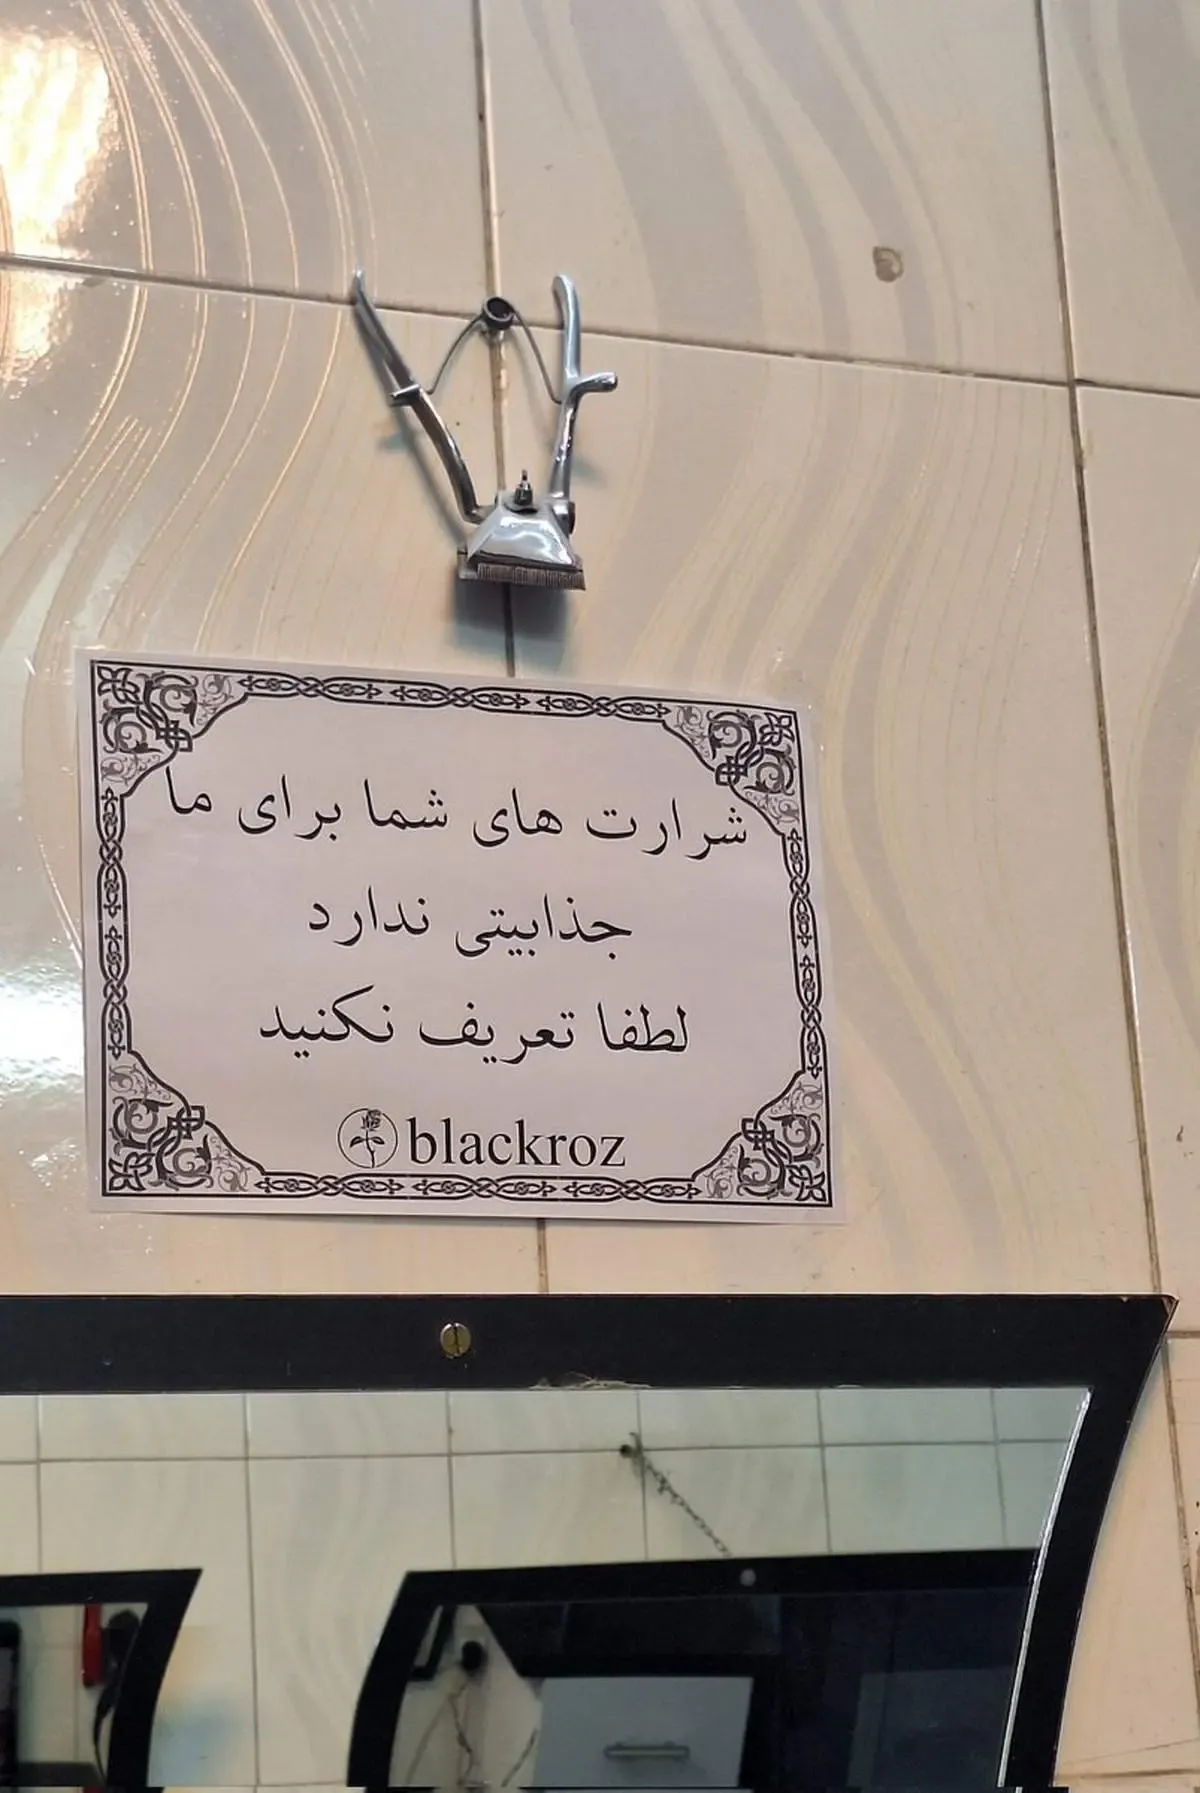 شرارت های شما برای ما
جذابیتی ندارد
لطفا تعریف نکنید
blackroz